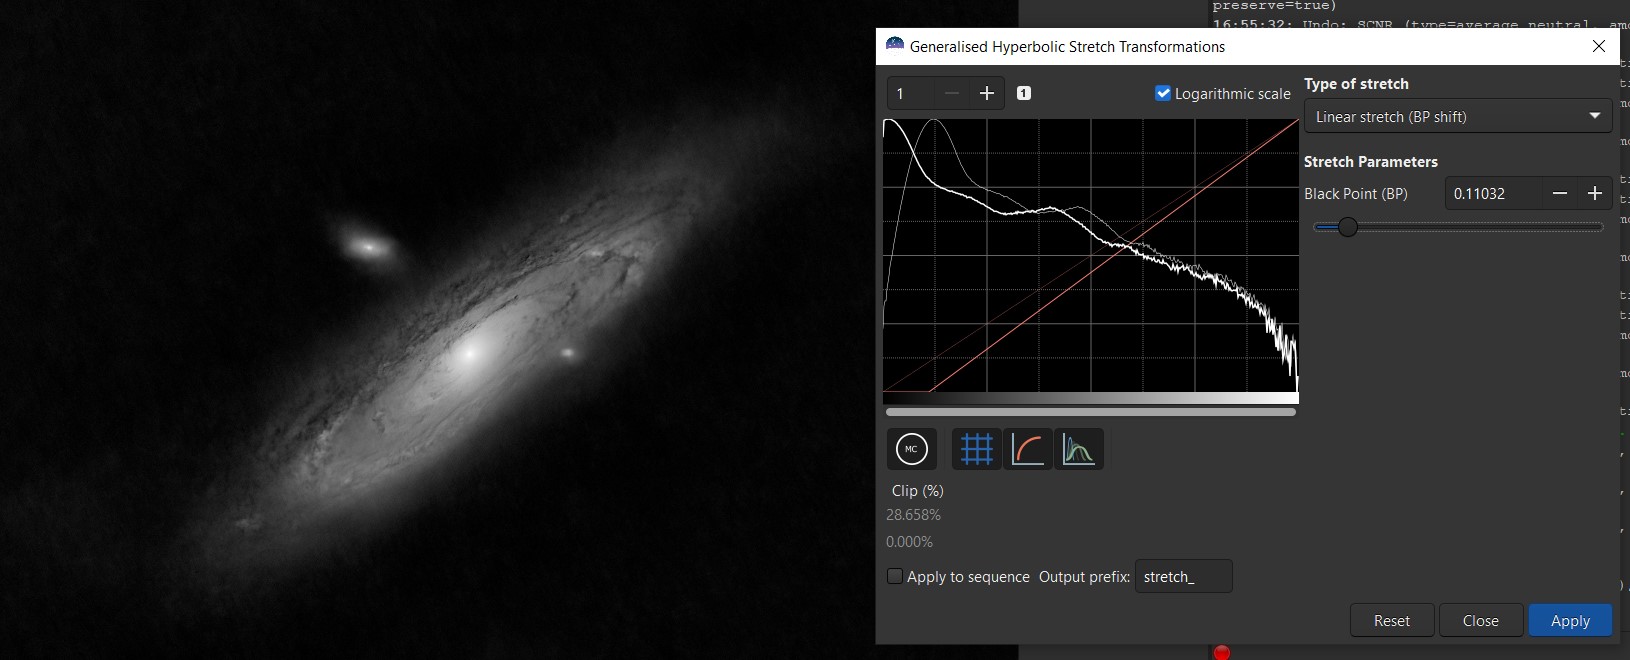 preserve=true)
16:55:32: Undo: SCNR (type=average neutral, amo
Generalised Hyperbolic Stretch Transformations
1
1
Logarithmic scale
Type of stretch
Linear stretch (BP shift)
Stretch Parameters
Black Point (BP)
0.11032
MC
Clip (%)
28.658%
0.000%
Apply to sequence
Output prefix:
stretch_
Reset
Close
Apply